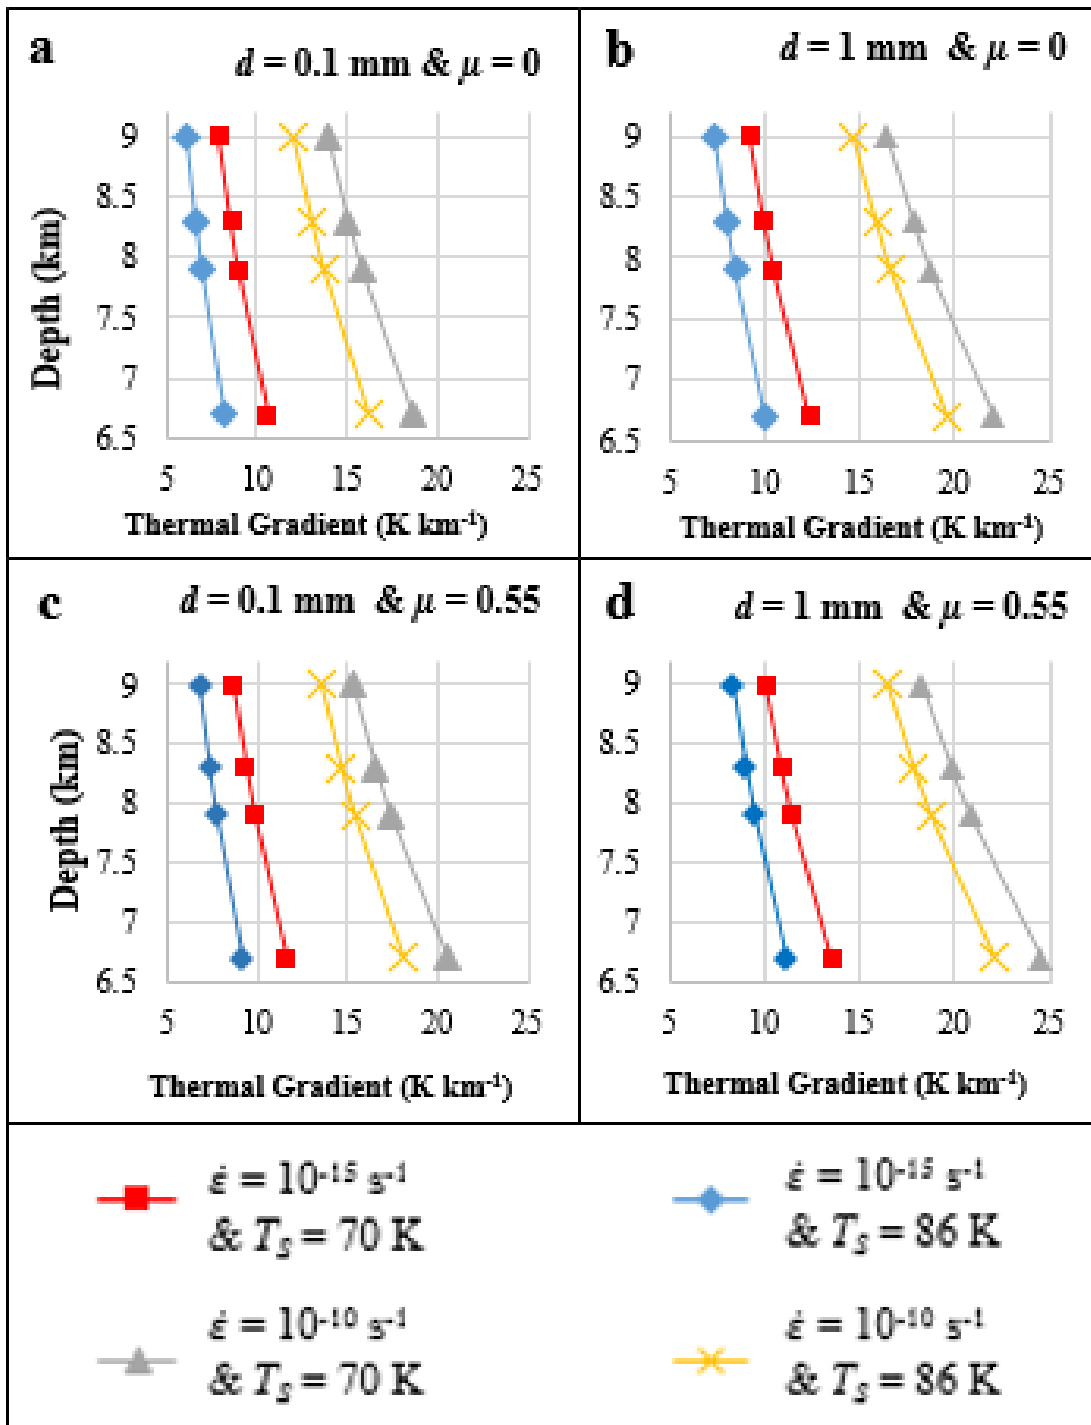 a
d = 0.1 mm & μ = 0
9
8.5
8
7.5
7
6.5
Depth (km)
5 10 15 20 25
Thermal Gradient (K km⁻¹)
b
d = 1 mm & μ = 0
9
8.5
8
7.5
7
6.5
5 10 15 20 25
Thermal Gradient (K km⁻¹)
c
d = 0.1 mm & μ = 0.55
9
8.5
8
7.5
7
6.5
Depth (km)
5 10 15 20 25
Thermal Gradient (K km⁻¹)
d
d = 1 mm & μ = 0.55
9
8.5
8
7.5
7
6.5
5 10 15 20 25
Thermal Gradient (K km⁻¹)
ε̇ = 10⁻¹⁵ s⁻¹
& T_S = 70 K
ε̇ = 10⁻¹⁵ s⁻¹
& T_S = 86 K
ε̇ = 10⁻¹⁰ s⁻¹
& T_S = 70 K
ε̇ = 10⁻¹⁰ s⁻¹
& T_S = 86 K